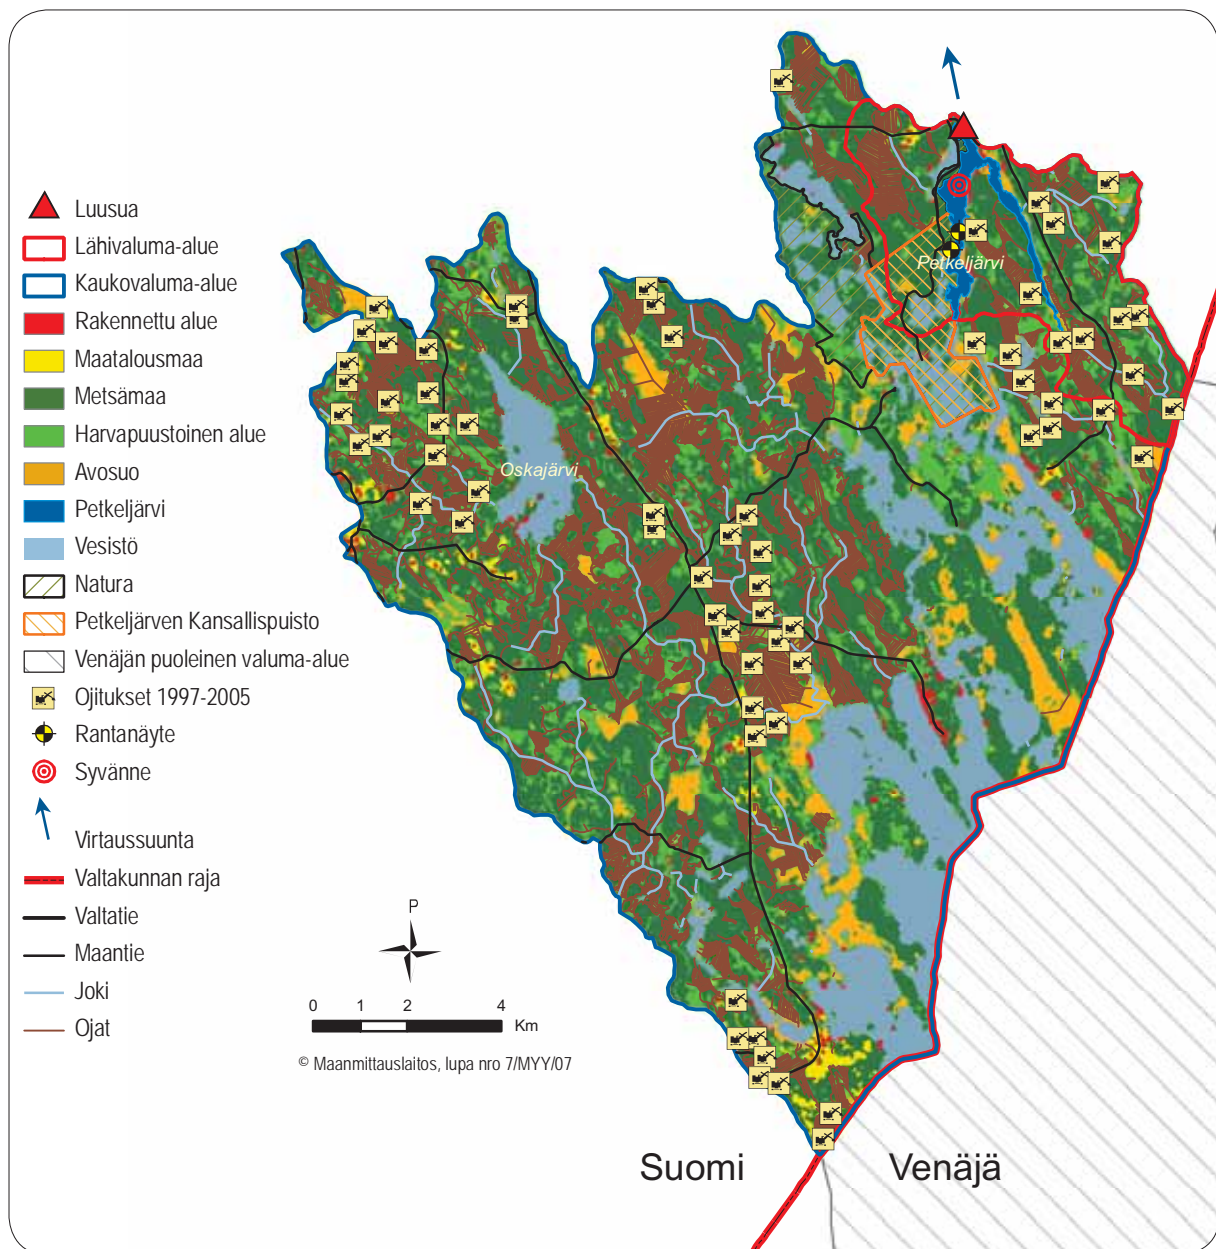 Luusua
Lähivaluma-alue
Kaukovaluma-alue
Rakennettu alue
Maatalousmaa
Metsämaa
Harvapuustoinen alue
Avosuo
Petkeljärvi
Vesistö
Natura
Petkeljärven Kansallispuisto
Venäjän puoleinen valuma-alue
Ojitukset 1997-2005
Rantanäyte
Syvänne
Virtaussuunta
Valtakunnan raja
Valtatie
Maantie
Joki
Ojat
Petkeljärvi
Oskajärvi
P
0 1 2 4
Km
© Maanmittauslaitos, lupa nro 7/MYY/07
Suomi Venäjä